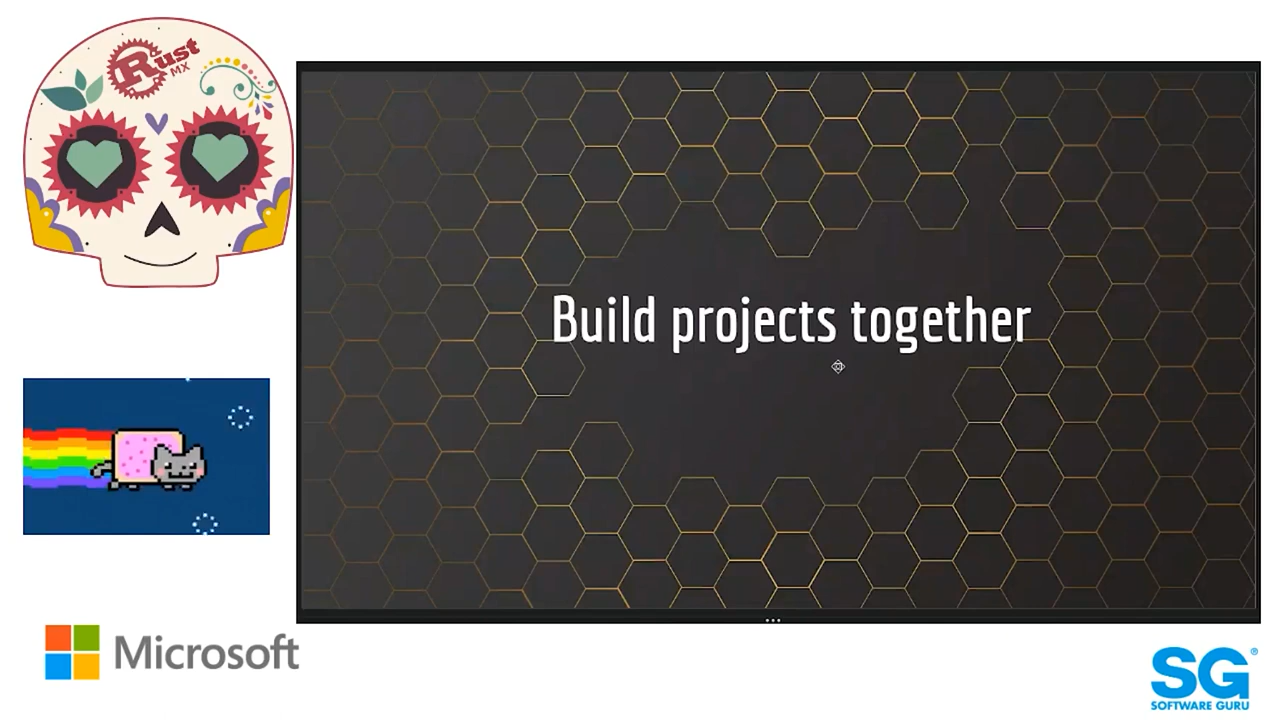 Rust
MX
Build projects together
Microsoft
SG®
SOFTWARE GURU